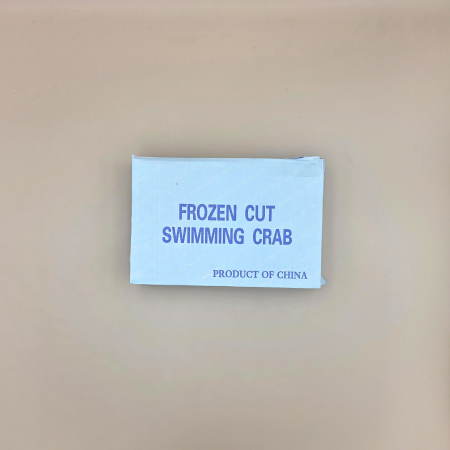 FROZEN CUT
SWIMMING CRAB
PRODUCT OF CHINA